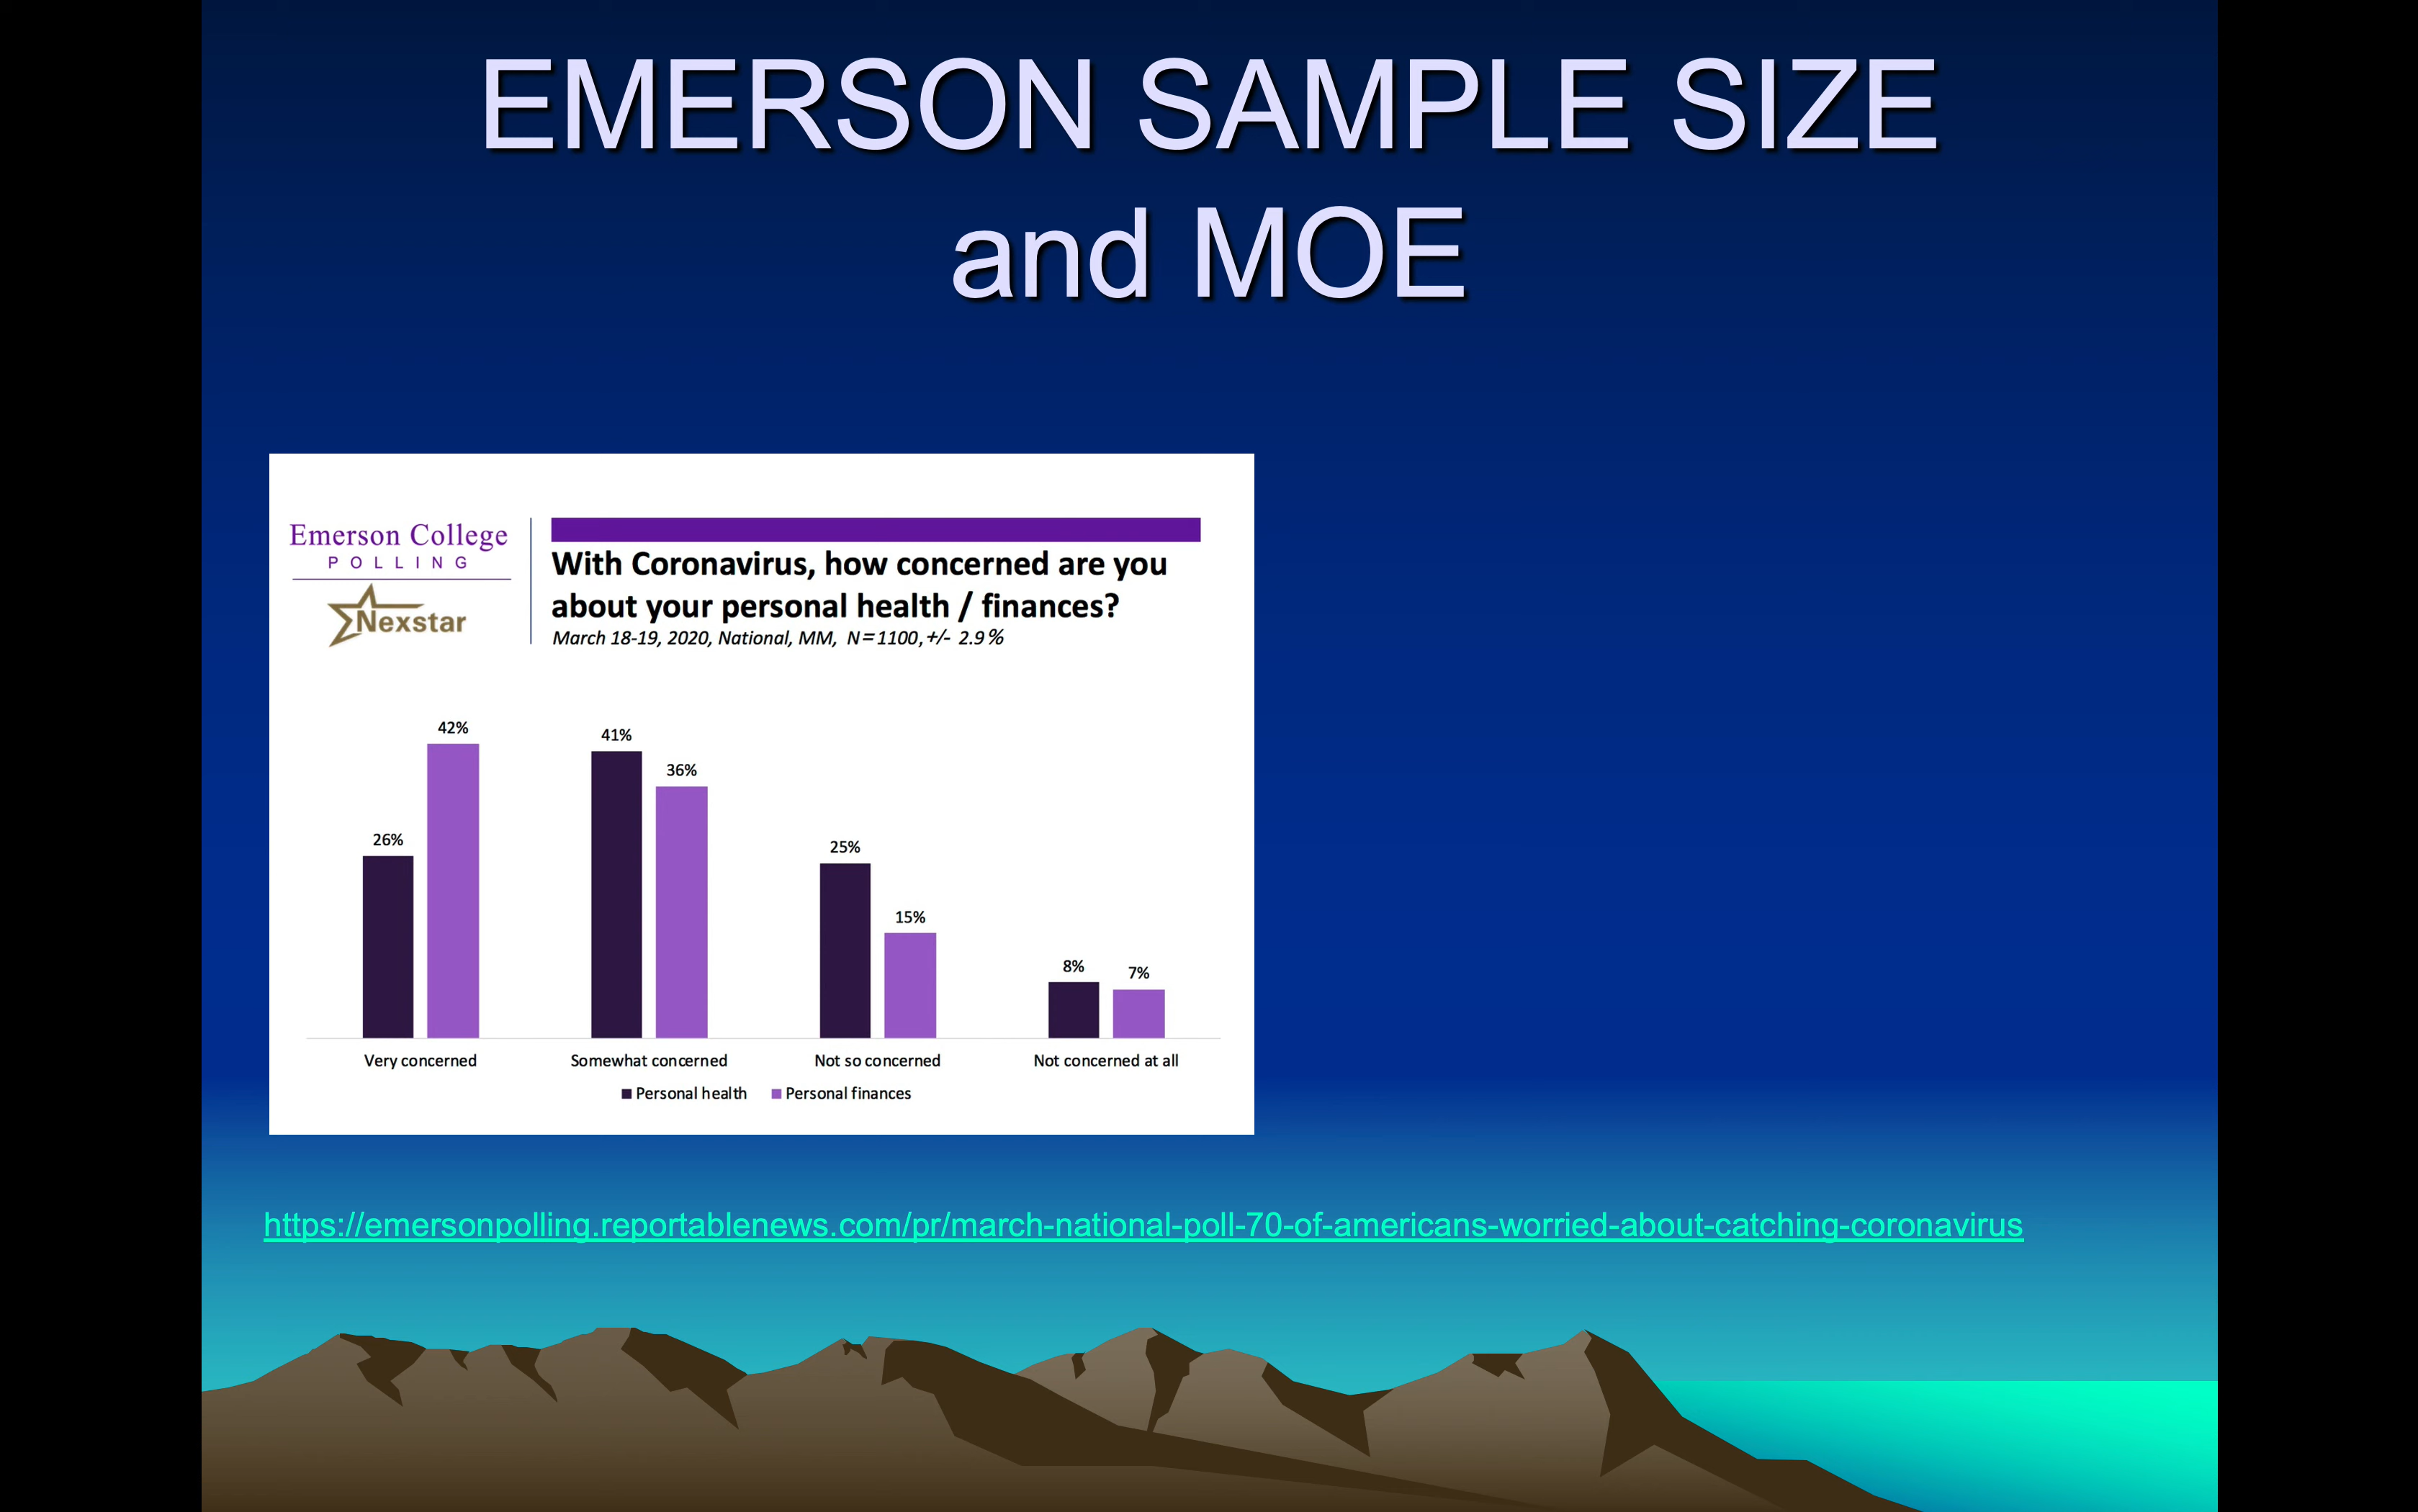 EMERSON SAMPLE SIZE
and MOE
Emerson College
POLLING
Nexstar
With Coronavirus, how concerned are you
about your personal health / finances?
March 18-19, 2020, National, MM, N=1100, +/- 2.9%
26%
42%
41%
36%
25%
15%
8%
7%
Very concerned
Somewhat concerned
Not so concerned
Not concerned at all
Personal health
Personal finances
https://emersonpolling.reportablenews.com/pr/march-national-poll-70-of-americans-worried-about-catching-coronavirus